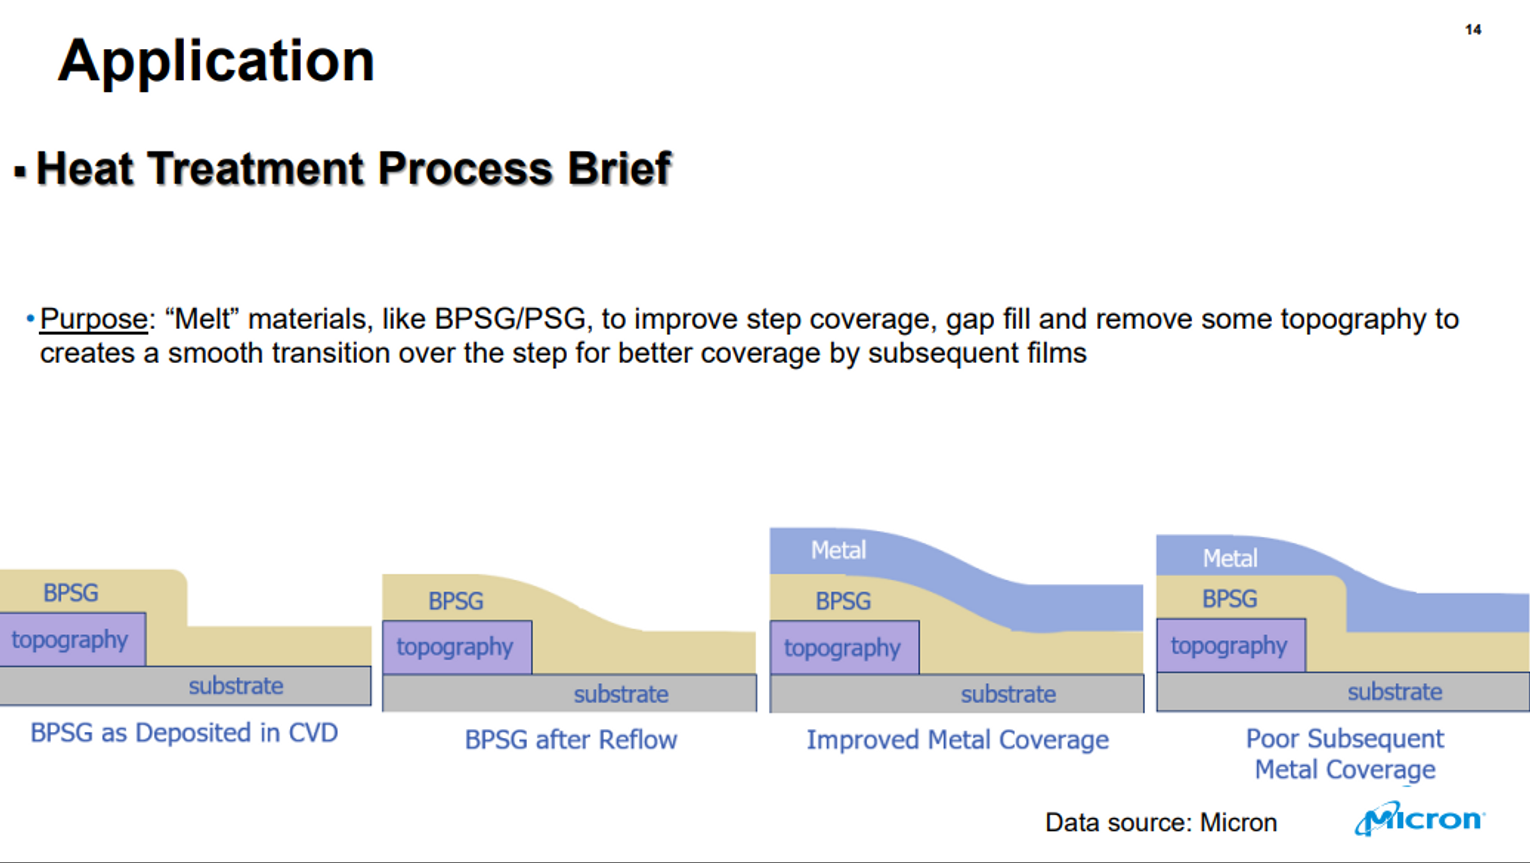 14
Application
▪ Heat Treatment Process Brief
• Purpose: “Melt” materials, like BPSG/PSG, to improve step coverage, gap fill and remove some topography to
creates a smooth transition over the step for better coverage by subsequent films
BPSG
topography
substrate
BPSG as Deposited in CVD
BPSG
topography
substrate
BPSG after Reflow
Metal
BPSG
topography
substrate
Improved Metal Coverage
Metal
BPSG
topography
substrate
Poor Subsequent
Metal Coverage
Data source: Micron
Micron